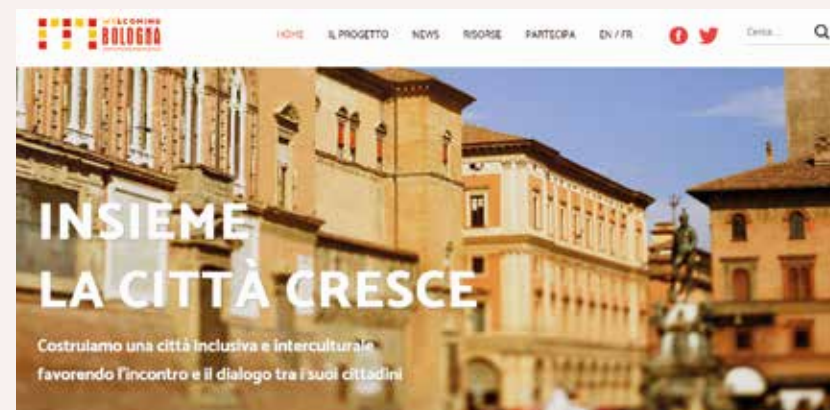 WELCOMING
BOLOGNA
HOME IL PROGETTO NEWS RISORSE PARTECIPA EN / FR Cerca ...
INSIEME
LA CITTÀ CRESCE
Costruiamo una città inclusiva e interculturale
favorendo l'incontro e il dialogo tra i suoi cittadini